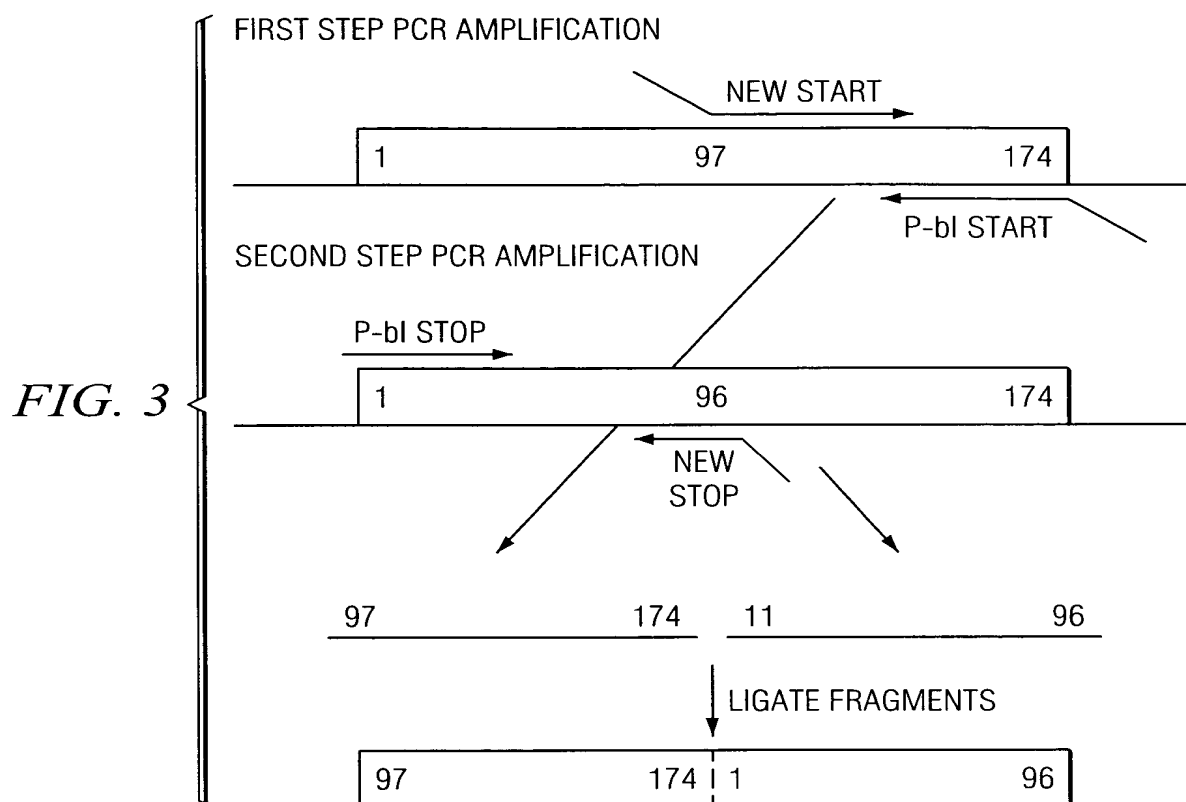 FIRST STEP PCR AMPLIFICATION
NEW START
1 97 174
P-bl START
SECOND STEP PCR AMPLIFICATION
P-bl STOP
FIG. 3
1 96 174
NEW
STOP
97 174 11 96
LIGATE FRAGMENTS
97 174 1 96